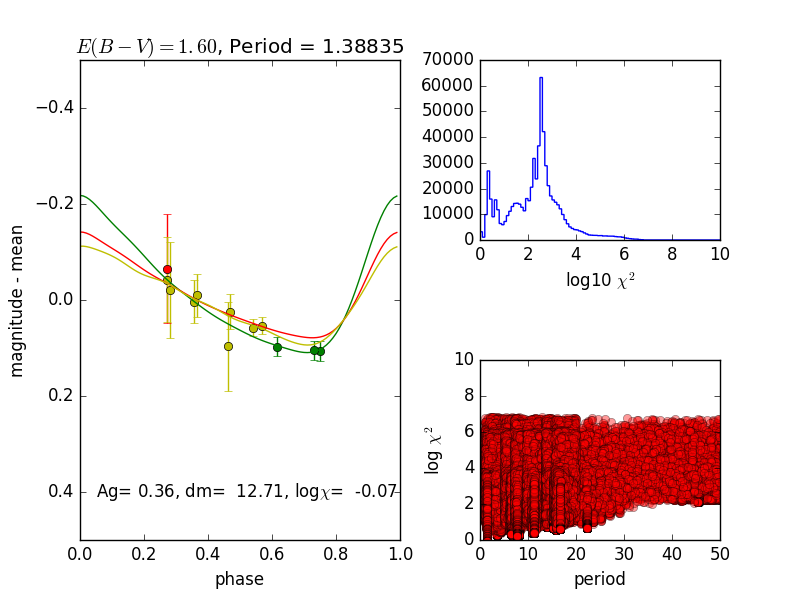 E(B − V) = 1.60, Period = 1.38835
−0.4
−0.2
0.0
0.2
0.4
magnitude - mean
Ag= 0.36, dm= 12.71, logχ= -0.07
0.0 0.2 0.4 0.6 0.8 1.0
phase
70000
60000
50000
40000
30000
20000
10000
0
0 2 4 6 8 10
log10 χ²
10
8
6
4
2
0
log χ²
0 10 20 30 40 50
period